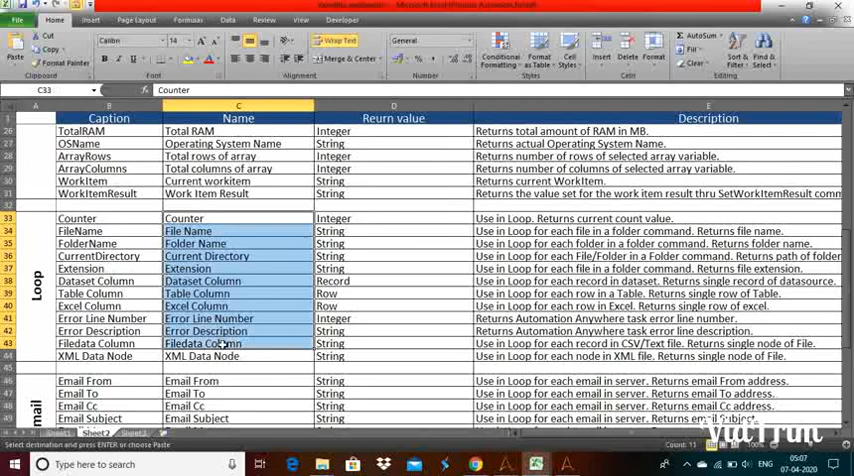 File Home Insert Page Layout Formulas Data Review View Developer
Cut
Copy
Paste
Format Painter
Clipboard
Calibri 14
Font
Wrap Text
Merge & Center
Alignment
General
Number
Conditional Formatting
Format as Table
Cell Styles
Styles
Insert Delete Format
Cells
AutoSum
Fill
Clear
Sort & Filter
Find & Select
Editing
C33 fx Counter
A B C D E
1 Caption Name Reurn value Description
26 TotalRAM Total RAM Integer Returns total amount of RAM in MB.
27 OSName Operating System Name String Returns actual Operating System Name.
28 ArrayRows Total rows of array Integer Returns number of rows of selected array variable.
29 ArrayColumns Total columns of array String Returns number of columns of selected array variable.
30 WorkItem Current workitem String Returns current WorkItem.
31 WorkItemResult Work Item Result String Returns the value set for the work item result thru SetWorkItemResult comm
32
Loop
33 Counter Counter Integer Use in Loop. Returns current count value.
34 FileName File Name String Use in Loop for each file in a folder command. Returns file name.
35 FolderName Folder Name String Use in Loop for each folder in a folder command. Returns folder name.
36 CurrentDirectory Current Directory String Use in Loop for each File/Folder in a folder command. Returns path of folder
37 Extension Extension String Use in Loop for each file in a folder command. Returns file extension.
38 Dataset Column Dataset Column Record Use in Loop for each record in dataset command. Returns single record of datasource.
39 Table Column Table Column Row Use in Loop for each row in a Table. Returns single row of Table.
40 Excel Column Excel Column Row Use in Loop for each row in Excel. Returns single row of excel.
41 Error Line Number Error Line Number Integer Returns Automation Anywhere task error line number.
42 Error Description Error Description String Returns Automation Anywhere task error description.
43 Filedata Column Filedata Column String Use in Loop for each record in CSV/Text file. Returns single node of File.
44 XML Data Node XML Data Node String Use in Loop for each node in XML file. Returns single node of File.
45
46 Email From Email From String Use in Loop for each email in server. Returns email From address.
47 Email To Email To String Use in Loop for each email in server. Returns email To address.
48 Email Cc Email Cc String Use in Loop for each email in server. Returns email Cc address.
49 Email Subject Email Subject String Use in Loop for each email in server. Returns email Subject.
mail
Sheet1 Sheet2 Sheet3
Select destination and press ENTER or choose Paste Count: 11
VivaCut
Type here to search
05:07
07-04-2020